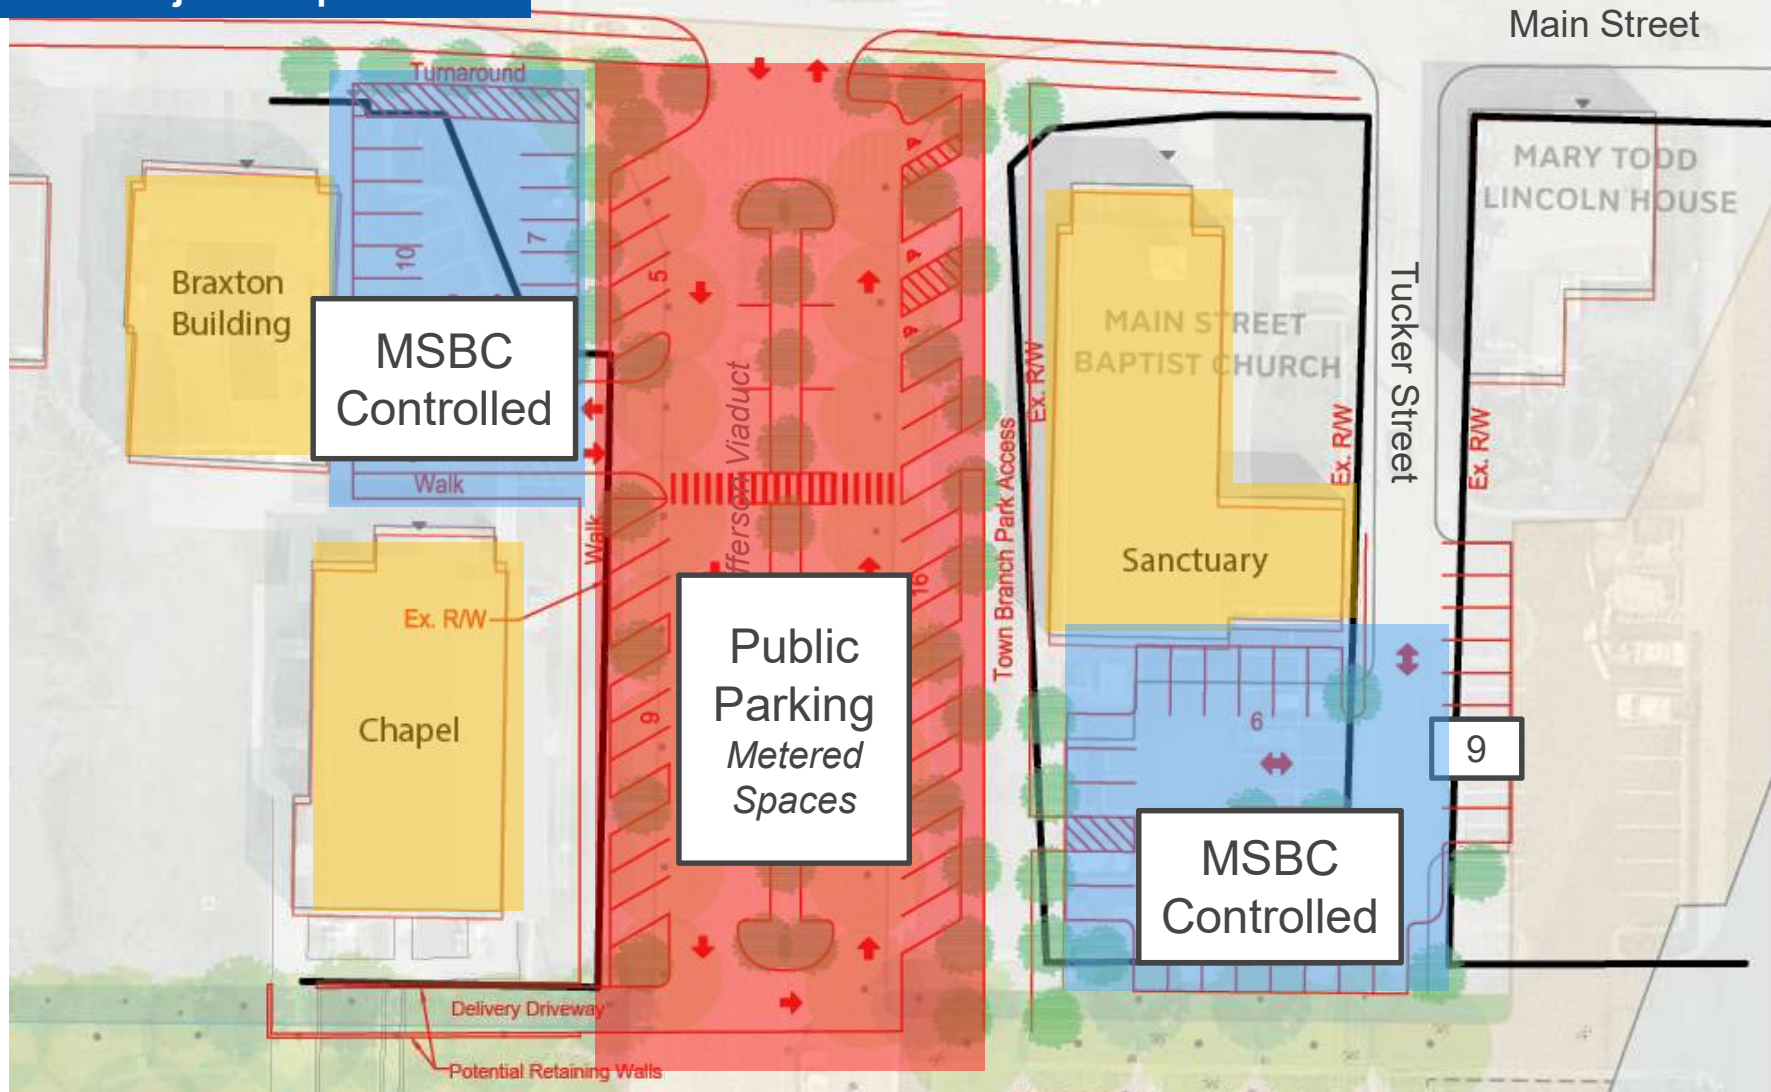 Main Street
Turnaround
MARY TODD
LINCOLN HOUSE
10
7
5
Braxton
Building
MSBC
Controlled
MAIN STREET
BAPTIST CHURCH
Ex. R/W
Tucker Street
Ex. R/W
Ex. R/W
Viaduct
Town Branch Park Access
Walk
Walk
Sanctuary
Ex. R/W
16
Public
Parking
Metered
Spaces
9
Chapel
6
9
MSBC
Controlled
Delivery Driveway
Potential Retaining Walls